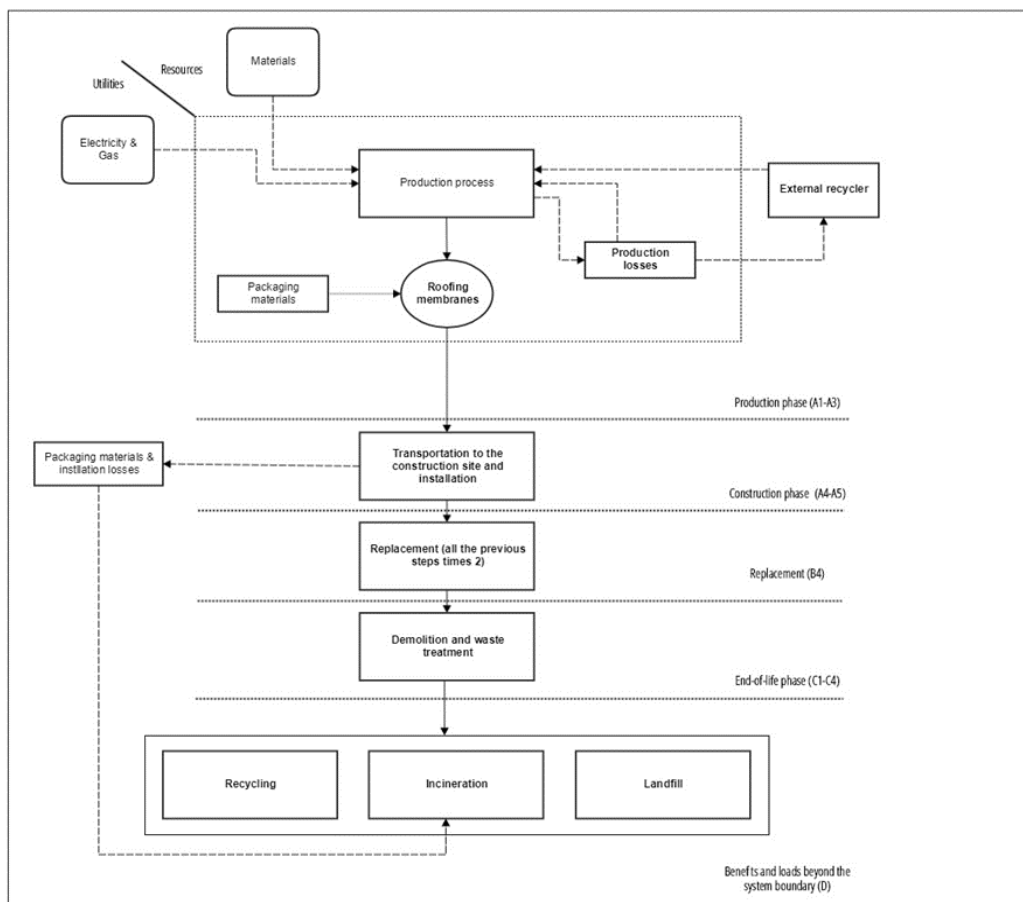 Materials
Resources
Utilities
Electricity &
Gas
Production process
External recycler
Production
losses
Packaging
materials
Roofing
membranes
Production phase (A1-A3)
Transportation to the
construction site and
installation
Packaging materials &
instllation losses
Construction phase (A4-A5)
Replacement (all the previous
steps times 2)
Replacement (B4)
Demolition and waste
treatment
End-of-life phase (C1-C4)
Recycling
Incineration
Landfill
Benefits and loads beyond the
system boundary (D)